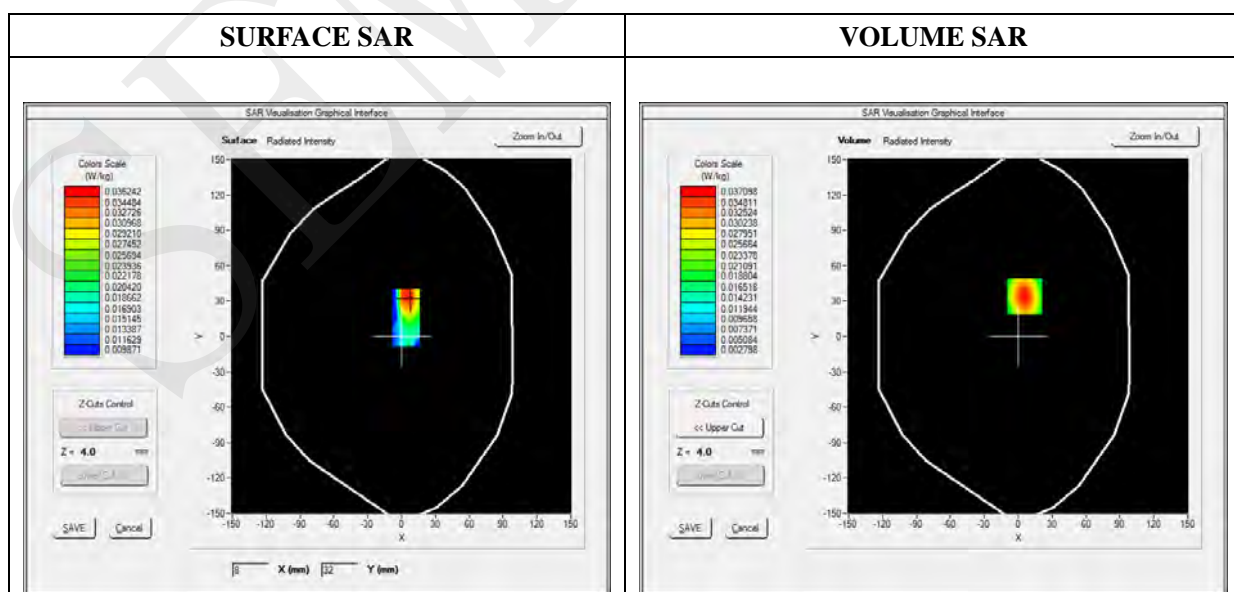 SURFACE SAR
VOLUME SAR
SAR Visualisation Graphical Interface
Surface Radiated Intensity
Zoom In/Out
Colors Scale
(W/kg)
0.036242
0.034484
0.032726
0.030968
0.029210
0.027452
0.025694
0.023936
0.022178
0.020420
0.018662
0.016903
0.015145
0.013387
0.011629
0.009871
150
120
90
60
30
0
-30
-60
-90
-120
-150
Y
-150 -120 -90 -60 -30 0 30 60 90 120 150
X
Z-Cuts Control
<< Upper Cut
Z = 4.0 mm
SAVE Cancel
8 X (mm) 32 Y (mm)
SAR Visualisation Graphical Interface
Volume Radiated Intensity
Zoom In/Out
Colors Scale
(W/kg)
0.037098
0.034811
0.032524
0.030238
0.027951
0.025664
0.023378
0.021091
0.018804
0.016518
0.014231
0.011944
0.009658
0.007371
0.005084
0.002798
150
120
90
60
30
0
-30
-60
-90
-120
-150
Y
-150 -120 -90 -60 -30 0 30 60 90 120 150
X
Z-Cuts Control
<< Upper Cut
Z = 4.0 mm
SAVE Cancel